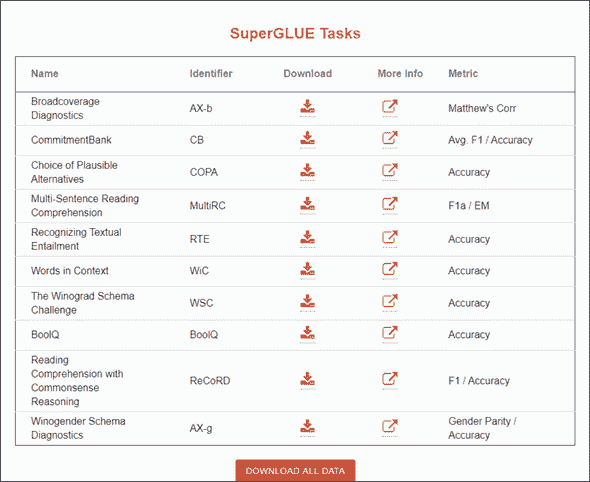 SuperGLUE Tasks
Name Identifier Download More Info Metric
Broadcoverage
Diagnostics AX-b Matthew's Corr
CommitmentBank CB Avg. F1 / Accuracy
Choice of Plausible
Alternatives COPA Accuracy
Multi-Sentence Reading
Comprehension MultiRC F1a / EM
Recognizing Textual
Entailment RTE Accuracy
Words in Context WiC Accuracy
The Winograd Schema
Challenge WSC Accuracy
BoolQ BoolQ Accuracy
Reading
Comprehension with
Commonsense
Reasoning ReCoRD F1 / Accuracy
Winogender Schema
Diagnostics AX-g Gender Parity /
Accuracy
DOWNLOAD ALL DATA